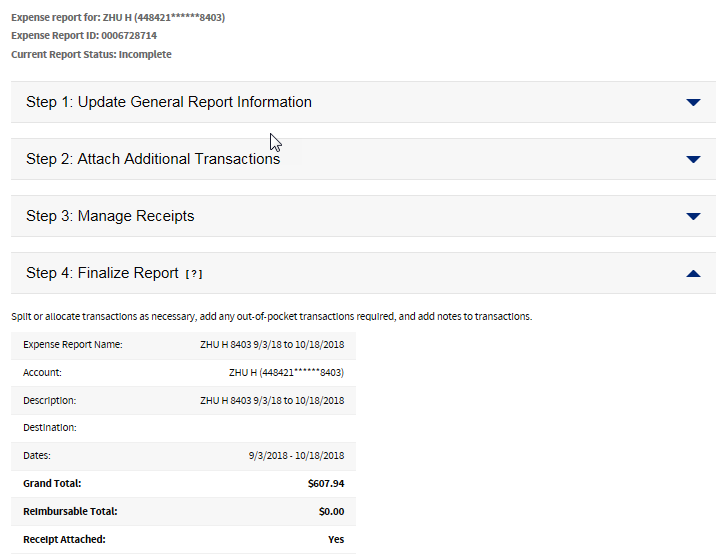 Expense report for: ZHU H (448421******8403)
Expense Report ID: 0006728714
Current Report Status: Incomplete
Step 1: Update General Report Information
Step 2: Attach Additional Transactions
Step 3: Manage Receipts
Step 4: Finalize Report [?]
Split or allocate transactions as necessary, add any out-of-pocket transactions required, and add notes to transactions.
Expense Report Name: ZHU H 8403 9/3/18 to 10/18/2018
Account: ZHU H (448421******8403)
Description: ZHU H 8403 9/3/18 to 10/18/2018
Destination:
Dates: 9/3/2018 - 10/18/2018
Grand Total: $607.94
Reimbursable Total: $0.00
Receipt Attached: Yes